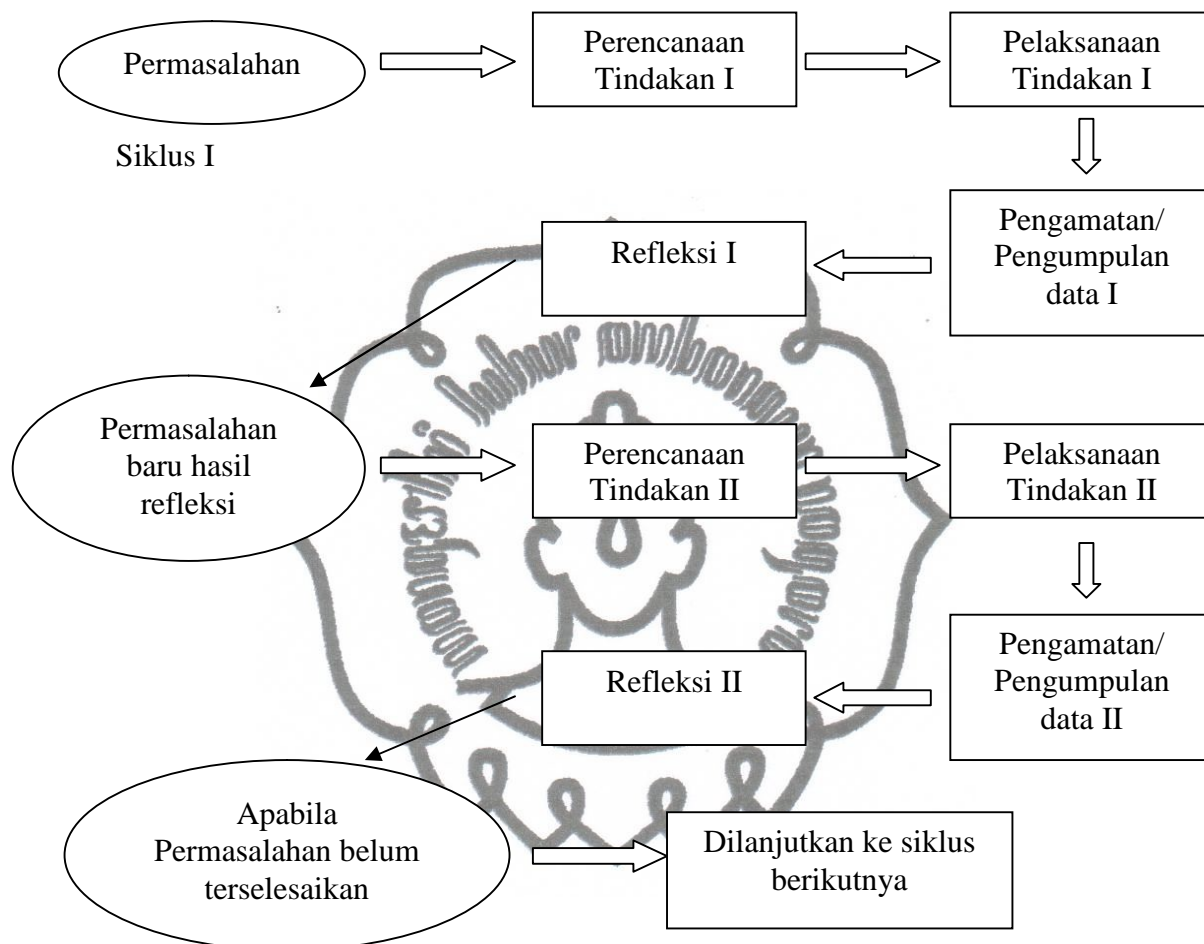 Permasalahan
Perencanaan
Tindakan I
Pelaksanaan
Tindakan I
Siklus I
Pengamatan/
Pengumpulan
data I
Refleksi I
Permasalahan
baru hasil
refleksi
Perencanaan
Tindakan II
Pelaksanaan
Tindakan II
Pengamatan/
Pengumpulan
data II
Refleksi II
Apabila
Permasalahan belum
terselesaikan
Dilanjutkan ke siklus
berikutnya